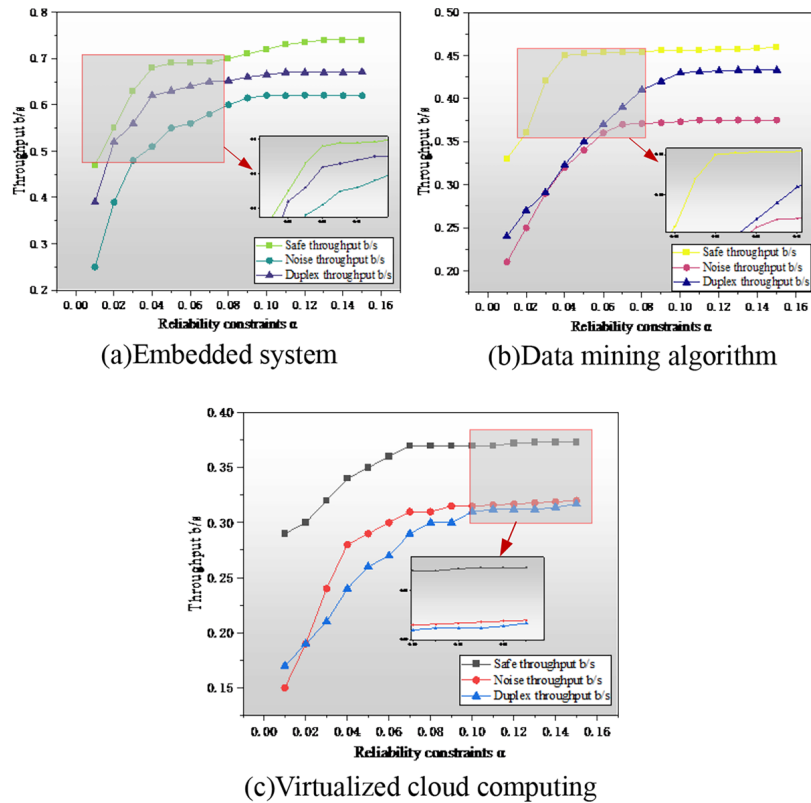 0.8
0.7
0.6
0.5
0.4
0.3
0.2
Throughput b/s
Safe throughput b/s
Noise throughput b/s
Duplex throughput b/s
0.00 0.02 0.04 0.06 0.08 0.10 0.12 0.14 0.16
Reliability constraints α
(a)Embedded system
0.50
0.45
0.40
0.35
0.30
0.25
0.20
Throughput b/s
Safe throughput b/s
Noise throughput b/s
Duplex throughput b/s
0.00 0.02 0.04 0.06 0.08 0.10 0.12 0.14 0.16
Reliability constraints α
(b)Data mining algorithm
0.40
0.35
0.30
0.25
0.20
0.15
Throughput b/s
Safe throughput b/s
Noise throughput b/s
Duplex throughput b/s
0.00 0.02 0.04 0.06 0.08 0.10 0.12 0.14 0.16
Reliability constraints α
(c)Virtualized cloud computing